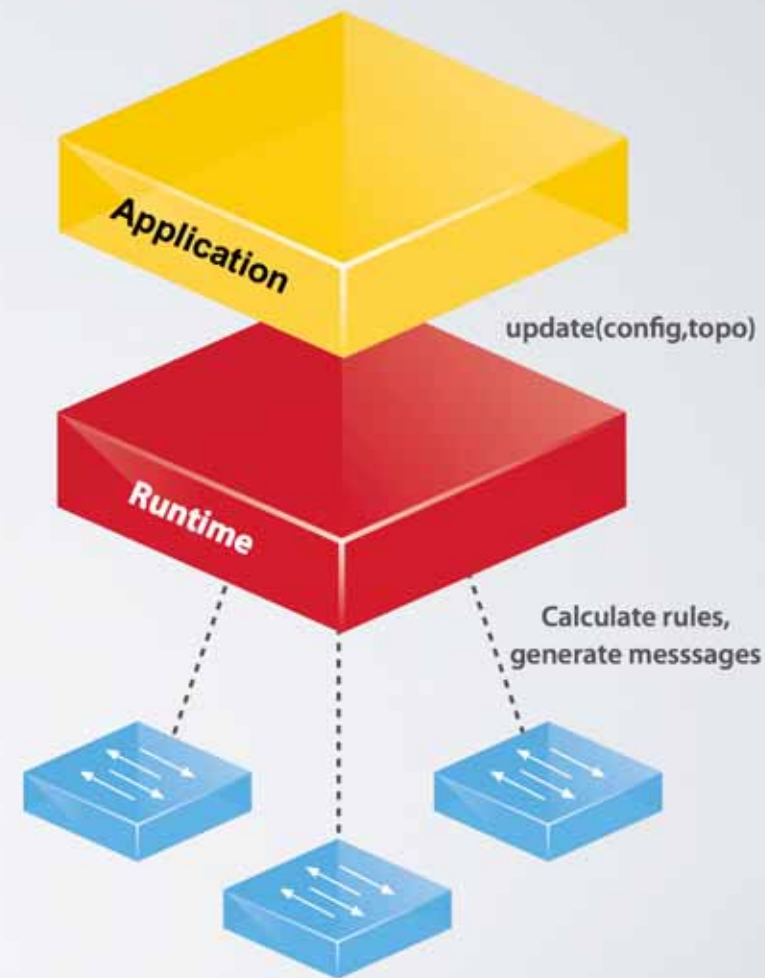 Application
update(config,topo)
Runtime
Calculate rules,
generate messsages